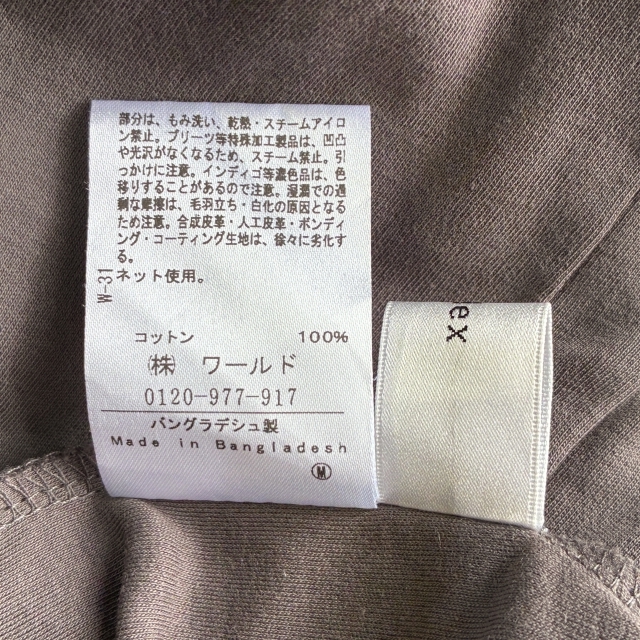 部分は、もみ洗い、乾熱・スチームアイロ
ン禁止。プリーツ等特殊加工製品は、凹凸
や光沢がなくなるため、スチーム禁止。引
っかけに注意。インディゴ等濃色品は、色
移りすることがあるので注意。湿潤での過
剰な摩擦は、毛羽立ち・白化の原因となる
ため注意。合成皮革・人工皮革・ボンディ
ング・コーティング生地は、徐々に劣化す
る。
ネット使用。
W-31
コットン 100%
㈱ ワールド
0120-977-917
バングラデシュ製
Made in Bangladesh
Ⓜ
ex